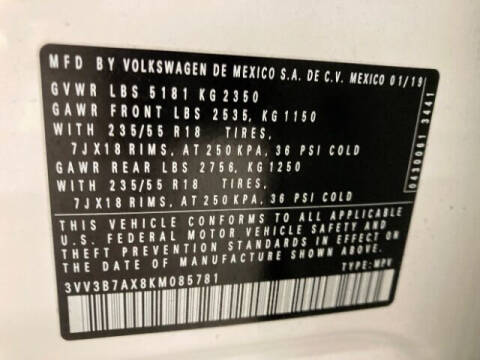 MFD BY VOLKSWAGEN DE MEXICO S.A. DE C.V. MEXICO 01/19
GVWR LBS 5181 KG 2350
GAWR FRONT LBS 2535, KG 1150
WITH 235/55 R18 TIRES,
7JX18 RIMS, AT 250 KPA, 36 PSI COLD
GAWR REAR LBS 2756, KG 1250
WITH 235/55 R18 TIRES,
7JX18 RIMS, AT 250 KPA, 36 PSI COLD
THIS VEHICLE CONFORMS TO ALL APPLICABLE
U.S. FEDERAL MOTOR VEHICLE SAFETY AND
THEFT PREVENTION STANDARDS IN EFFECT ON
THE DATE OF MANUFACTURE SHOWN ABOVE.
3VV3B7AX8KM085781 TYPE: MPV
0430061 3441